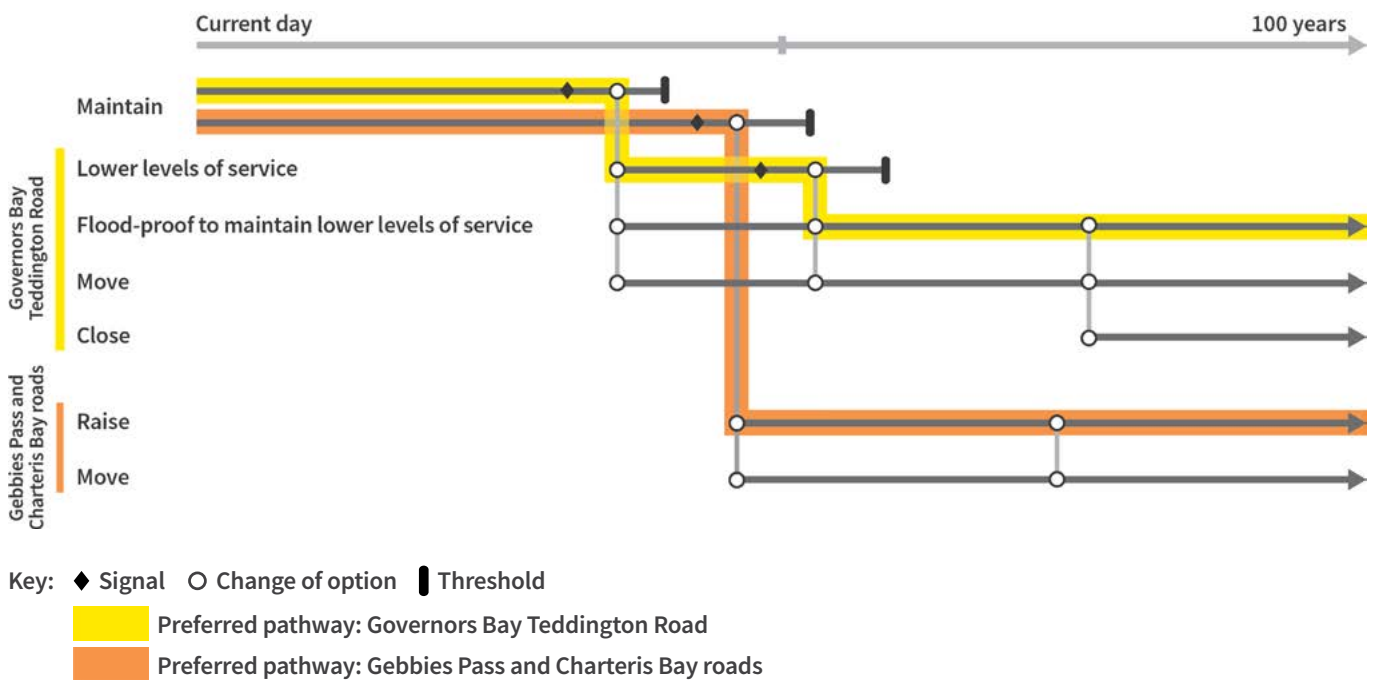 Current day
100 years
Maintain
Governors Bay
Teddington Road
Lower levels of service
Flood-proof to maintain lower levels of service
Move
Close
Gebbies Pass and
Charteris Bay roads
Raise
Move
Key: Signal Change of option Threshold
Preferred pathway: Governors Bay Teddington Road
Preferred pathway: Gebbies Pass and Charteris Bay roads